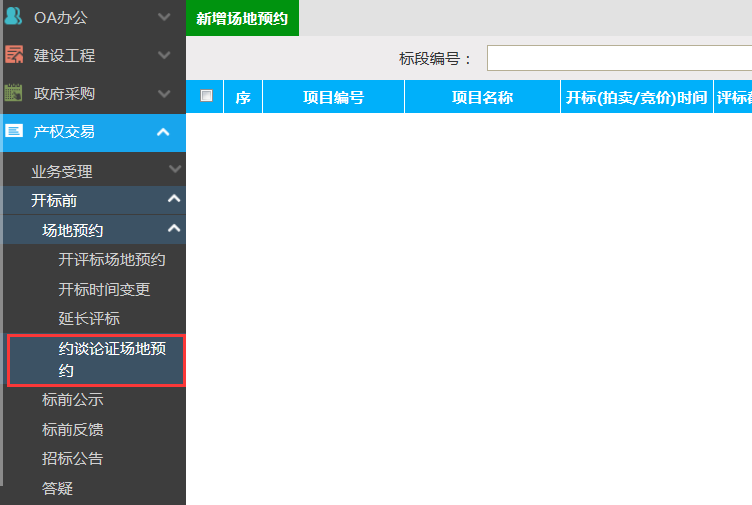 OA办公
建设工程
政府采购
产权交易
业务受理
开标前
场地预约
开评标场地预约
开标时间变更
延长评标
约谈论证场地预
约
标前公示
标前反馈
招标公告
答疑
新增场地预约
标段编号：
序 项目编号 项目名称 开标(拍卖/竞价)时间 评标